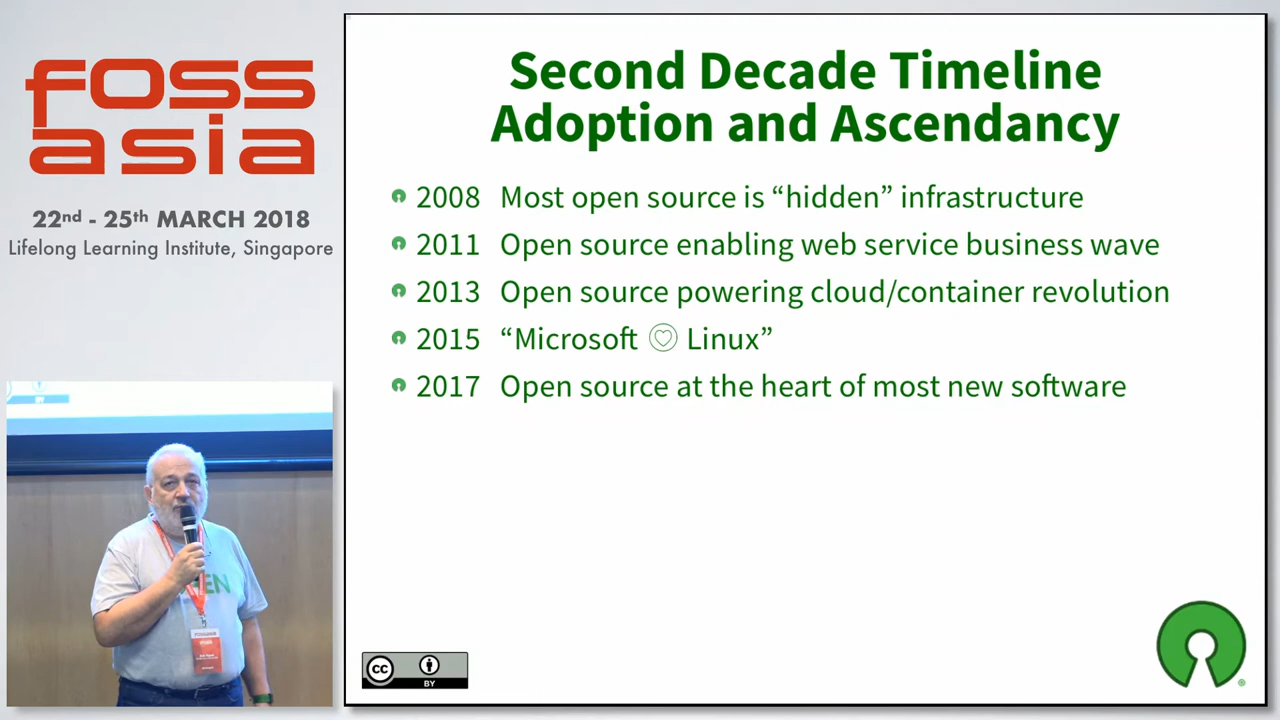 foss
asia
22nd - 25th MARCH 2018
Lifelong Learning Institute, Singapore
Second Decade Timeline
Adoption and Ascendancy
2008 Most open source is “hidden” infrastructure
2011 Open source enabling web service business wave
2013 Open source powering cloud/container revolution
2015 “Microsoft ♡ Linux”
2017 Open source at the heart of most new software
cc
BY
®